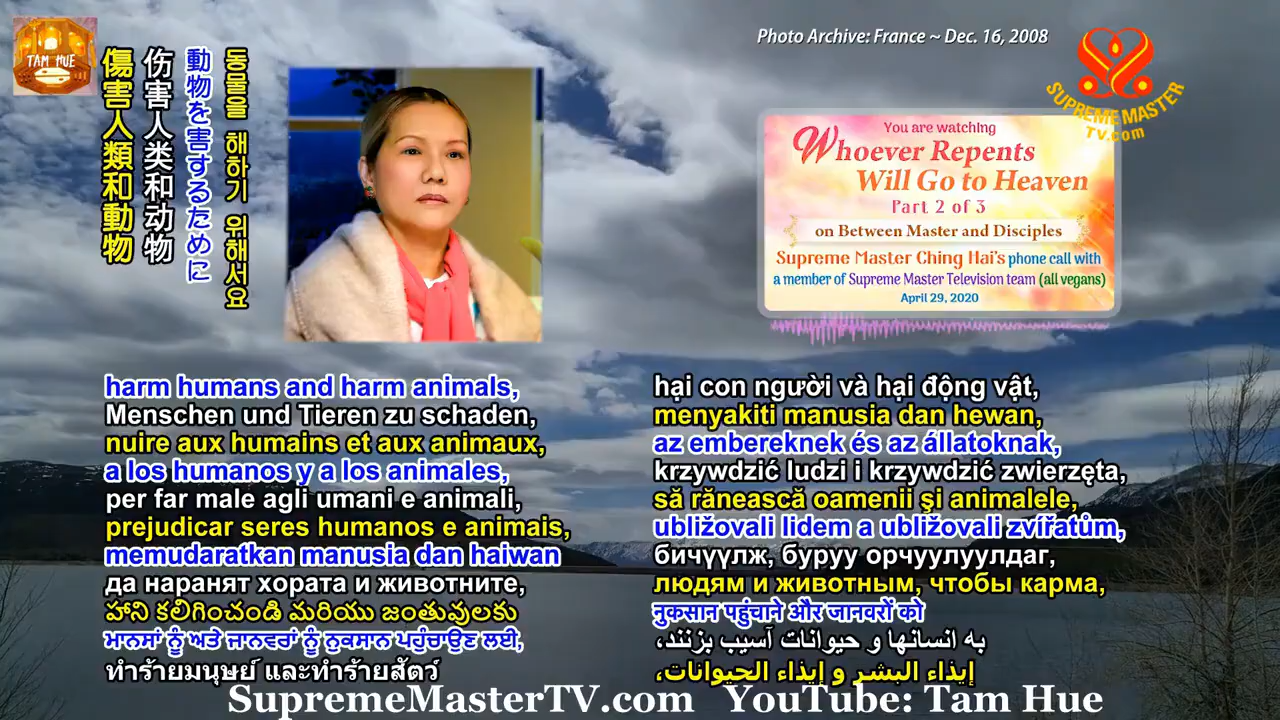 TAM HUE
傷害人類和動物
伤害人类和动物
動物を害するために
동물을 해하기 위해서요
Photo Archive: France ~ Dec. 16, 2008
SUPREME MASTER
TV.com
You are watching
Whoever Repents
Will Go to Heaven
Part 2 of 3
on Between Master and Disciples
Supreme Master Ching Hai's phone call with
a member of Supreme Master Television team (all vegans)
April 29, 2020
harm humans and harm animals,
Menschen und Tieren zu schaden,
nuire aux humains et aux animaux,
a los humanos y a los animales,
per far male agli umani e animali,
prejudicar seres humanos e animais,
memudaratkan manusia dan haiwan
да наранят хората и животните,
హాని కలిగించండి మరియు జంతువులకు
ਮਾਨਸਾਂ ਨੂੰ ਅਤੇ ਜਾਨਵਰਾਂ ਨੂੰ ਨੁਕਸਾਨ ਪਹੁੰਚਾਉਣ ਲਈ,
ทำร้ายมนุษย์ และทำร้ายสัตว์
hại con người và hại động vật,
menyakiti manusia dan hewan,
az embereknek és az állatoknak,
krzywdzić ludzi i krzywdzić zwierzęta,
să rănească oamenii şi animalele,
ubližovali lidem a ubližovali zvířatům,
бичүүлж, буруу орчуулуулдаг,
людям и животным, чтобы карма,
नुकसान पहुंचाने और जानवरों को
به انسانها و حیوانات آسیب بزنند،
إيذاء البشر و إيذاء الحيوانات،
SupremeMasterTV.com YouTube: Tam Hue